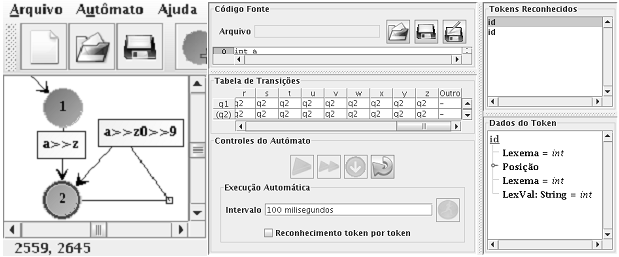 Arquivo Autômato Ajuda
1
a>>z
a>>z0>>9
2
2559, 2645
Código Fonte
Arquivo
0 int a
Tabela de Transições
r s t u v w x y z Outro
q1 q2 q2 q2 q2 q2 q2 q2 q2 q2 -
(q2) q2 q2 q2 q2 q2 q2 q2 q2 q2 -
Controles do Autômato
Execução Automática
Intervalo 100 milisegundos
Reconhecimento token por token
Tokens Reconhecidos
id
id
Dados do Token
id
Lexema = int
Posição
Lexema = int
LexVal: String = int